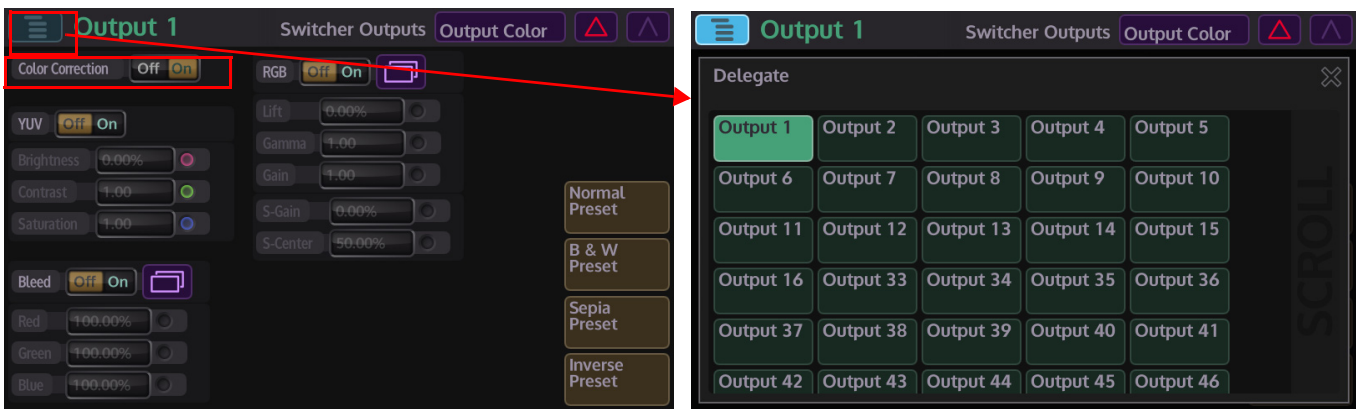 Output 1
Switcher Outputs Output Color
Color Correction Off On
YUV Off On
Brightness 0.00%
Contrast 1.00
Saturation 1.00
Bleed Off On
Red 100.00%
Green 100.00%
Blue 100.00%
RGB Off On
Lift 0.00%
Gamma 1.00
Gain 1.00
S-Gain 0.00%
S-Center 50.00%
Normal
Preset
B & W
Preset
Sepia
Preset
Inverse
Preset
Output 1
Switcher Outputs Output Color
Delegate
Output 1 Output 2 Output 3 Output 4 Output 5
Output 6 Output 7 Output 8 Output 9 Output 10
Output 11 Output 12 Output 13 Output 14 Output 15
Output 16 Output 33 Output 34 Output 35 Output 36
Output 37 Output 38 Output 39 Output 40 Output 41
Output 42 Output 43 Output 44 Output 45 Output 46
SCROLL